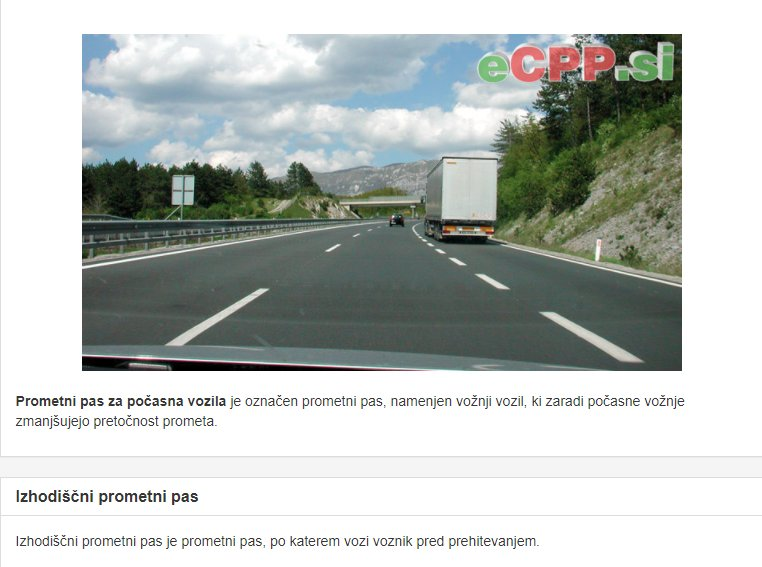 eCPP.si
Prometni pas za počasna vozila je označen prometni pas, namenjen vožnji vozil, ki zaradi počasne vožnje
zmanjšujejo pretočnost prometa.
Izhodiščni prometni pas
Izhodiščni prometni pas je prometni pas, po katerem vozi voznik pred prehitevanjem.